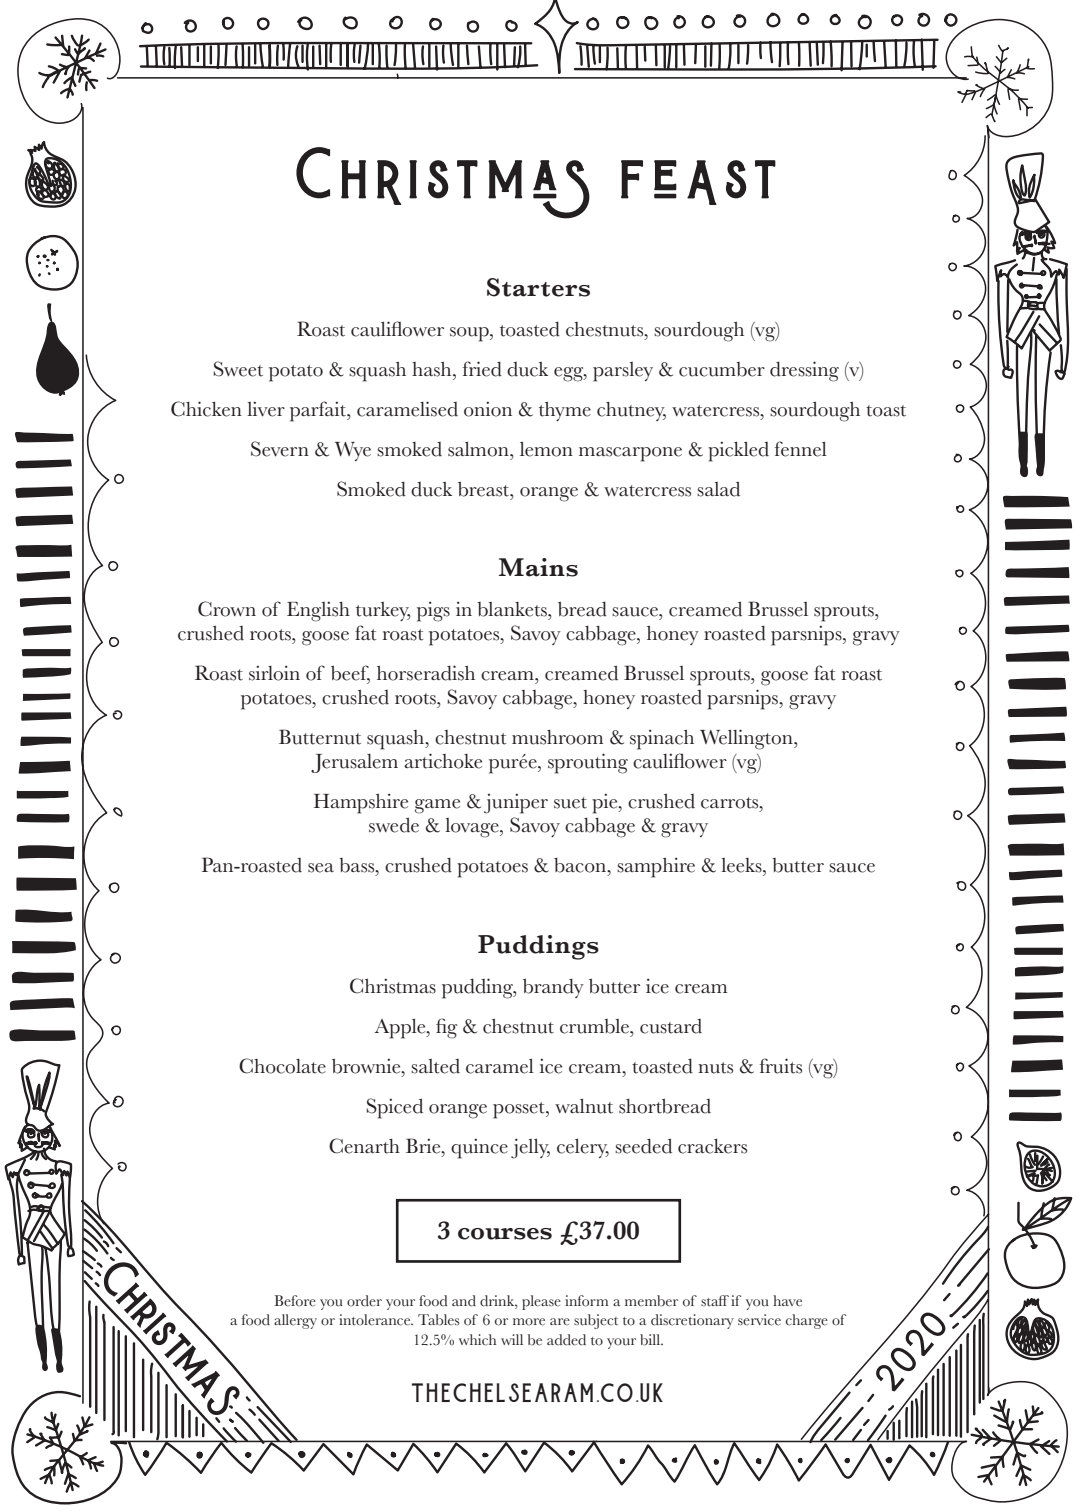 CHRISTMAS FEAST
Starters
Roast cauliflower soup, toasted chestnuts, sourdough (vg)
Sweet potato & squash hash, fried duck egg, parsley & cucumber dressing (v)
Chicken liver parfait, caramelised onion & thyme chutney, watercress, sourdough toast
Severn & Wye smoked salmon, lemon mascarpone & pickled fennel
Smoked duck breast, orange & watercress salad
Mains
Crown of English turkey, pigs in blankets, bread sauce, creamed Brussel sprouts,
crushed roots, goose fat roast potatoes, Savoy cabbage, honey roasted parsnips, gravy
Roast sirloin of beef, horseradish cream, creamed Brussel sprouts, goose fat roast
potatoes, crushed roots, Savoy cabbage, honey roasted parsnips, gravy
Butternut squash, chestnut mushroom & spinach Wellington,
Jerusalem artichoke purée, sprouting cauliflower (vg)
Hampshire game & juniper suet pie, crushed carrots,
swede & lovage, Savoy cabbage & gravy
Pan-roasted sea bass, crushed potatoes & bacon, samphire & leeks, butter sauce
Puddings
Christmas pudding, brandy butter ice cream
Apple, fig & chestnut crumble, custard
Chocolate brownie, salted caramel ice cream, toasted nuts & fruits (vg)
Spiced orange posset, walnut shortbread
Cenarth Brie, quince jelly, celery, seeded crackers
3 courses £37.00
Before you order your food and drink, please inform a member of staff if you have
a food allergy or intolerance. Tables of 6 or more are subject to a discretionary service charge of
12.5% which will be added to your bill.
THECHELSEARAM.CO.UK
CHRISTMAS
2020